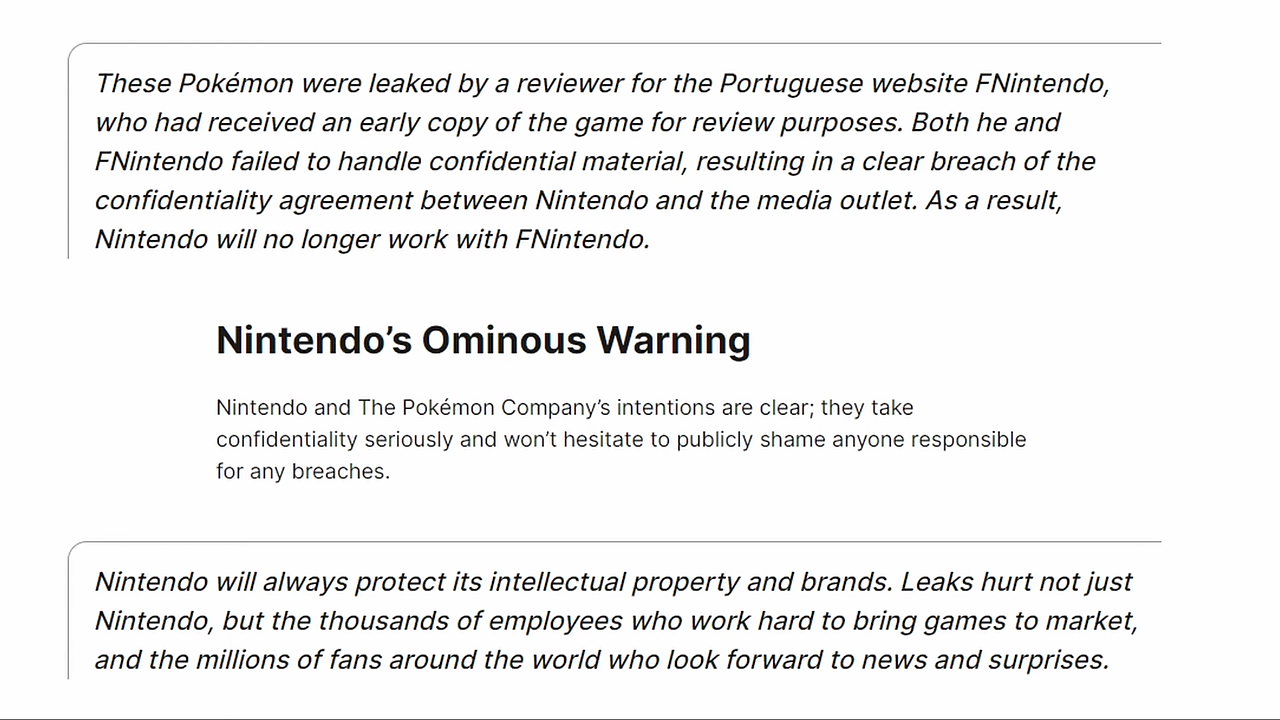 These Pokémon were leaked by a reviewer for the Portuguese website FNintendo,
who had received an early copy of the game for review purposes. Both he and
FNintendo failed to handle confidential material, resulting in a clear breach of the
confidentiality agreement between Nintendo and the media outlet. As a result,
Nintendo will no longer work with FNintendo.
Nintendo’s Ominous Warning
Nintendo and The Pokémon Company’s intentions are clear; they take
confidentiality seriously and won’t hesitate to publicly shame anyone responsible
for any breaches.
Nintendo will always protect its intellectual property and brands. Leaks hurt not just
Nintendo, but the thousands of employees who work hard to bring games to market,
and the millions of fans around the world who look forward to news and surprises.